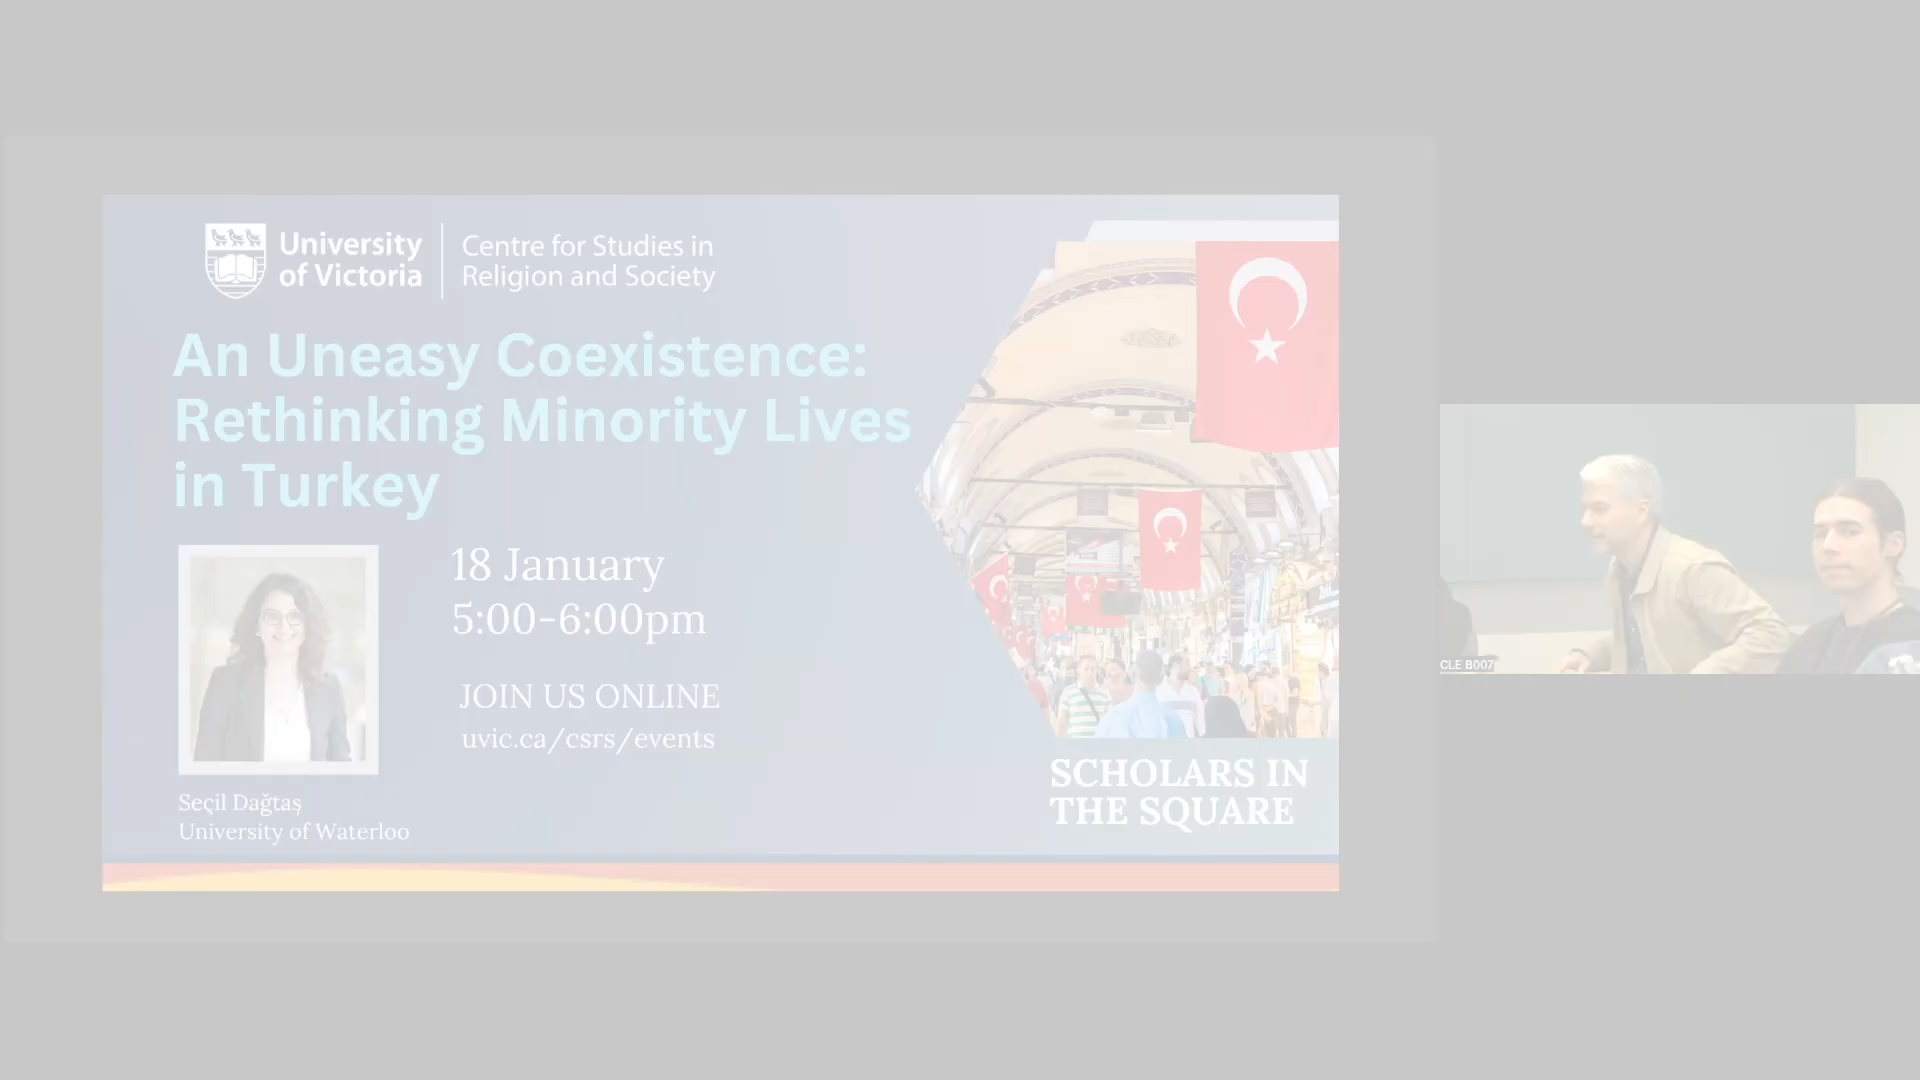 University
of Victoria
Centre for Studies in
Religion and Society
An Uneasy Coexistence:
Rethinking Minority Lives
in Turkey
18 January
5:00-6:00pm
JOIN US ONLINE
uvic.ca/csrs/events
Seçil Dağtaş
University of Waterloo
SCHOLARS IN
THE SQUARE
CLE B007